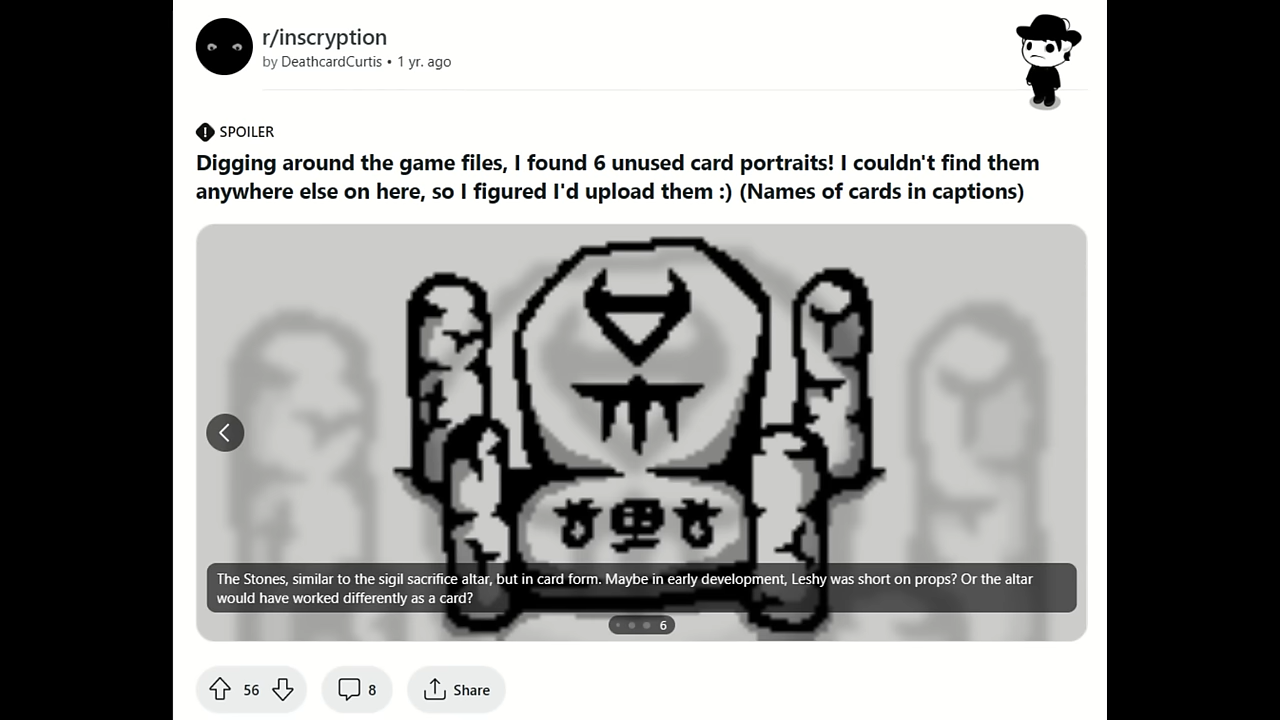 r/inscryption
by DeathcardCurtis • 1 yr. ago
SPOILER
Digging around the game files, I found 6 unused card portraits! I couldn't find them
anywhere else on here, so I figured I'd upload them :) (Names of cards in captions)
The Stones, similar to the sigil sacrifice altar, but in card form. Maybe in early development, Leshy was short on props? Or the altar
would have worked differently as a card?
6
56
8
Share